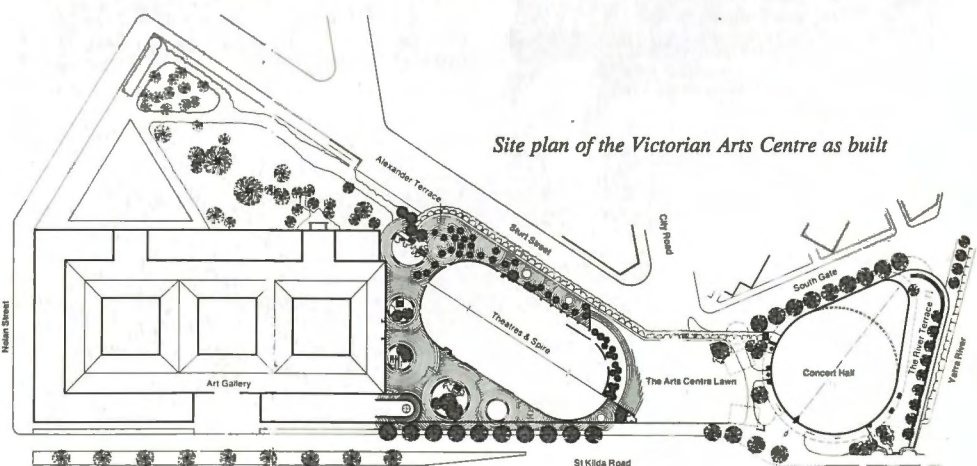 Site plan of the Victorian Arts Centre as built
Alexander Terrace
Sturt Street
City Road
South Gate
Nolan Street
Theatres & Spire
The River Terrace
Yarra River
Art Gallery
The Arts Centre Lawn
Concert Hall
St Kilda Road